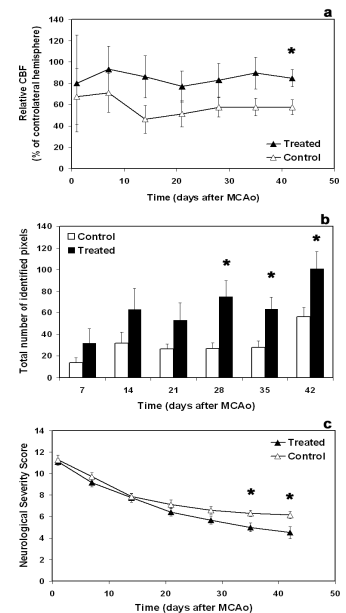 a
Relative CBF
(% of controlateral hemisphere)
140
120
100
80
60
40
20
0
*
Treated
Control
0 10 20 30 40 50
Time (days after MCAo)
b
Total number of identified pixels
140
120
100
80
60
40
20
0
Control
Treated
* * *
7 14 21 28 35 42
Time (days after MCAo)
c
Neurological Severity Score
14
12
10
8
6
4
2
0
Treated
Control
* *
0 10 20 30 40 50
Time (days after MCAo)